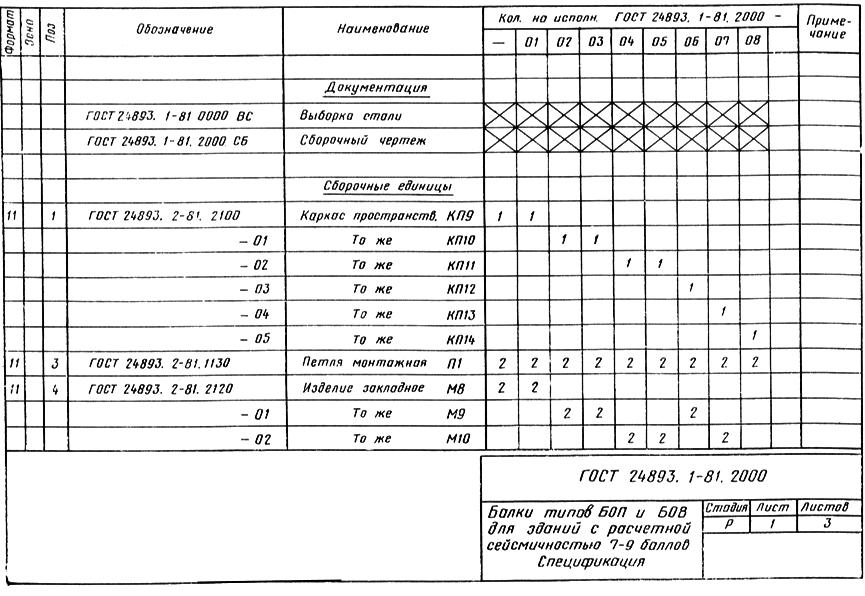 Формат Зона Поз Обозначение Наименование Кол. на исполн. ГОСТ 24893. 1-81. 2000 – Приме-
чание
— 01 02 03 04 05 06 07 08
Документация
ГОСТ 24893. 1-81 0000 ВС Выборка стали
ГОСТ 24893. 1-81. 2000 СБ Сборочный чертеж
Сборочные единицы
11 1 ГОСТ 24893. 2-81. 2100 Каркас пространств. КП9 1 1
– 01 То же КП10 1 1
– 02 То же КП11 1 1
– 03 То же КП12 1
– 04 То же КП13 1
– 05 То же КП14 1
11 3 ГОСТ 24893. 2-81. 1130 Петля монтажная П1 2 2 2 2 2 2 2 2 2
11 4 ГОСТ 24893. 2-81. 2120 Изделие закладное М8 2 2
– 01 То же М9 2 2 2
– 02 То же М10 2 2 2
ГОСТ 24893. 1-81. 2000
Балки типов БОП и БОВ
для зданий с расчетной
сейсмичностью 7-9 баллов
Спецификация
Стадия Лист Листов
Р 1 3